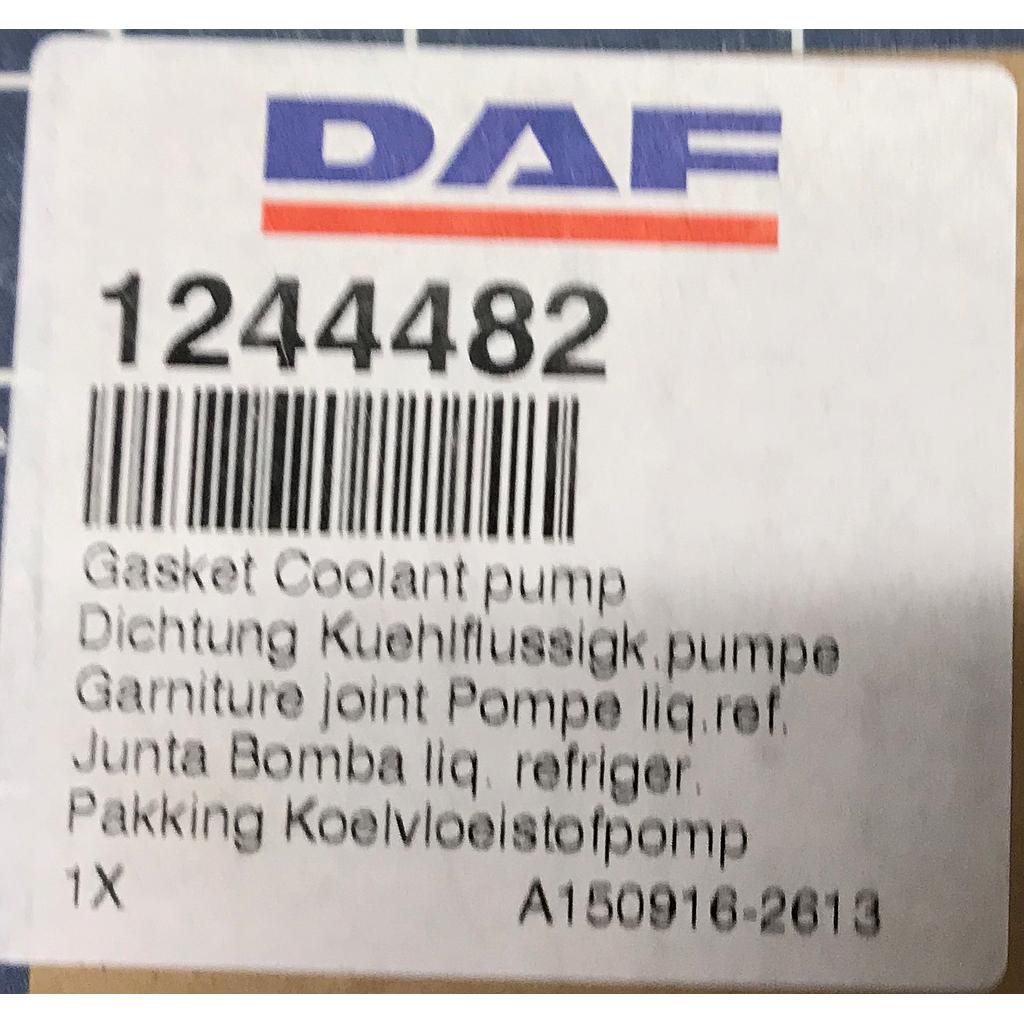 DAF
1244482
Gasket Coolant pump
Dichtung Kuehlflussigk.pumpe
Garniture joint Pompe liq.ref.
Junta Bomba liq. refriger.
Pakking Koelvloeistofpomp
1X A150916-2613